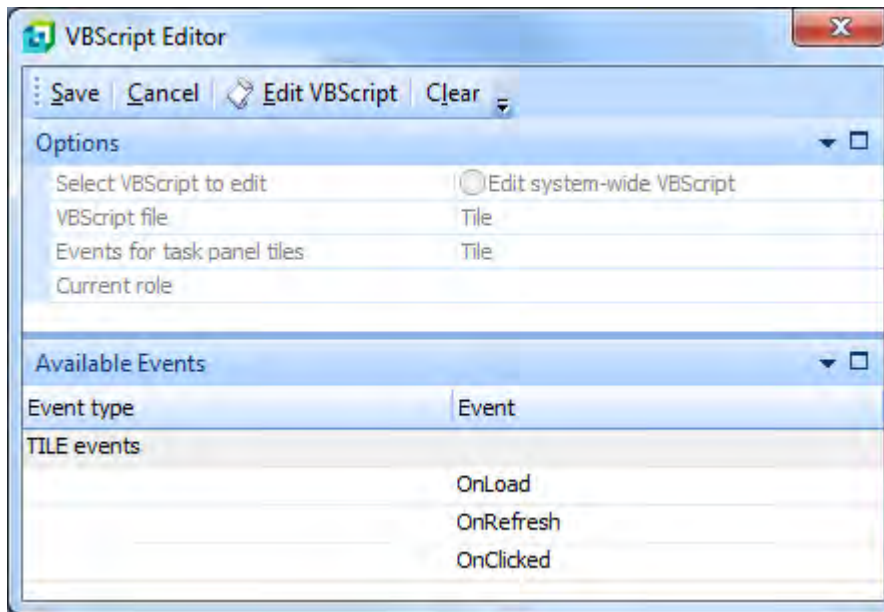 VBScript Editor
Save Cancel Edit VBScript Clear
Options
Select VBScript to edit Edit system-wide VBScript
VBScript file Tile
Events for task panel tiles Tile
Current role
Available Events
Event type Event
TILE events
OnLoad
OnRefresh
OnClicked